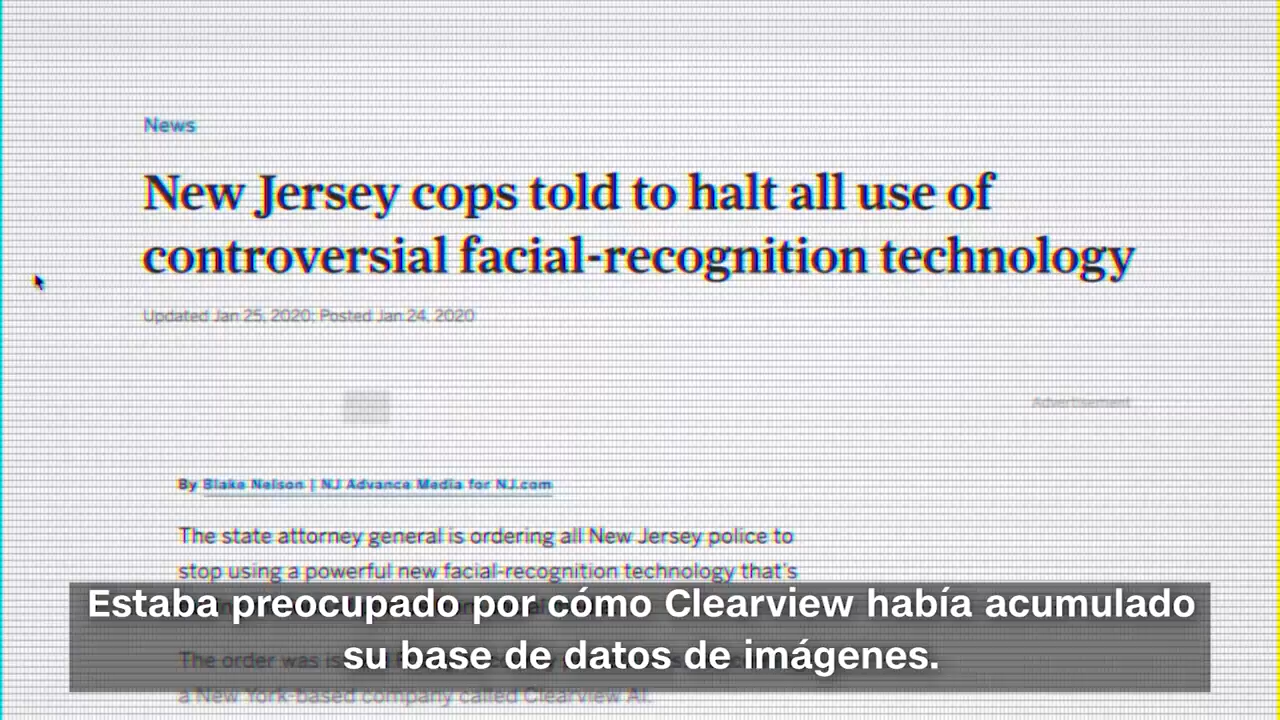 News
New Jersey cops told to halt all use of
controversial facial-recognition technology
Updated Jan 25, 2020; Posted Jan 24, 2020
Advertisement
By Blake Nelson | NJ Advance Media for NJ.com
The state attorney general is ordering all New Jersey police to
stop using a powerful new facial-recognition technology that's
Estaba preocupado por cómo Clearview había acumulado
su base de datos de imágenes.
The order was
a New York-based company called Clearview AI.